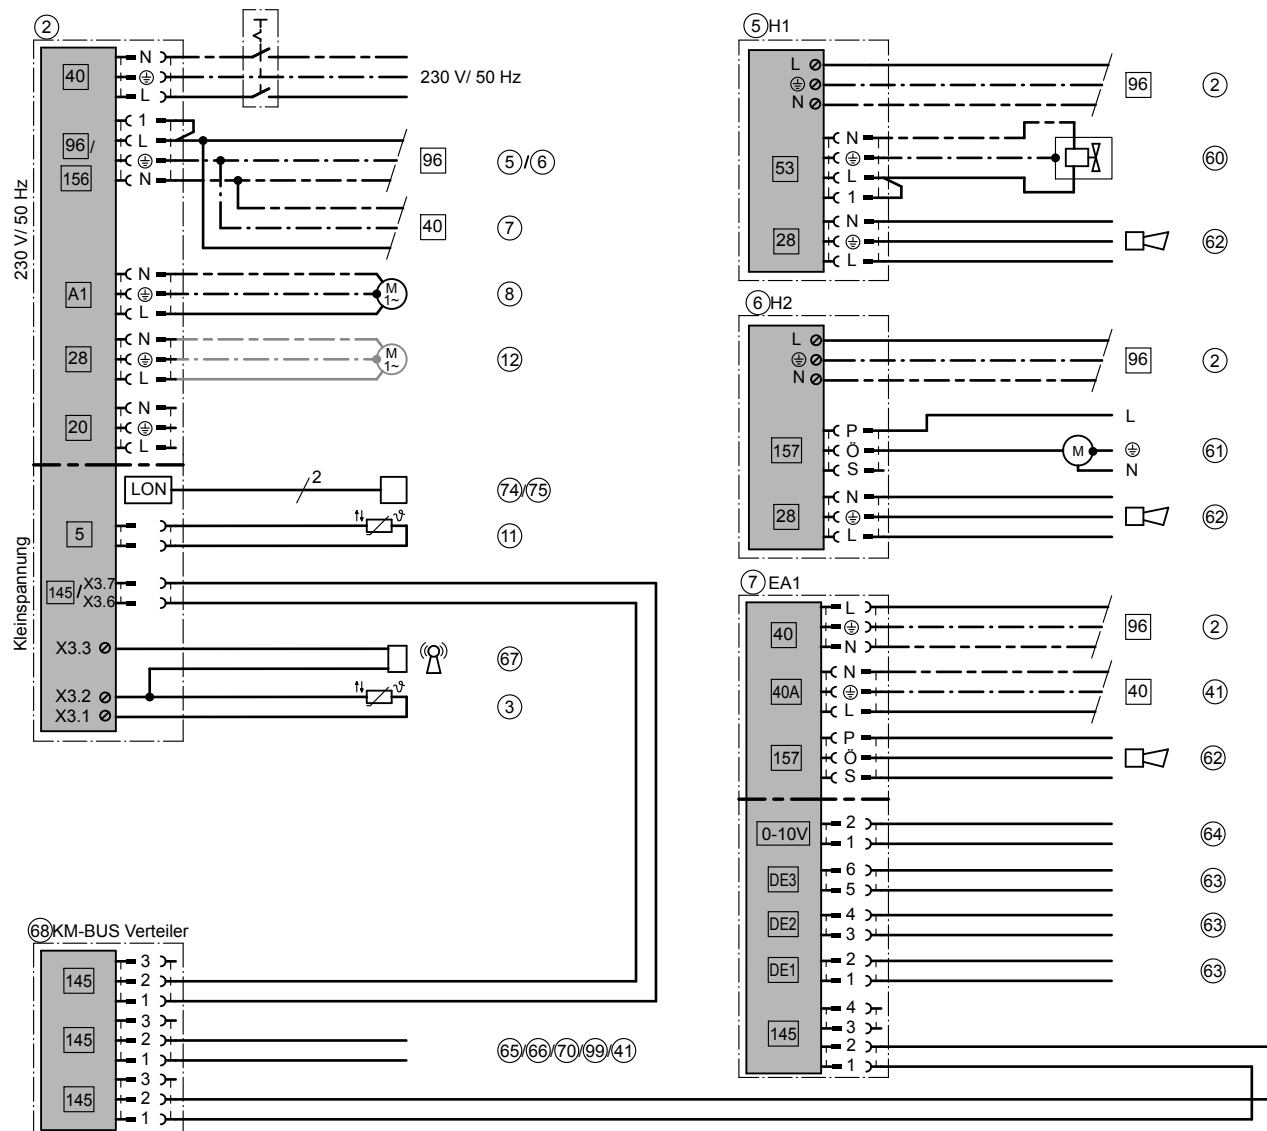 2
230 V/ 50 Hz
40
N
L
230 V/ 50 Hz
96/
156
1
L
N
96
5/6
40
7
A1
N
L
M
1~
8
28
N
L
M
1~
12
20
N
L
Kleinspannung
LON
2
74/75
5
ϑ
11
145/
X3.7
X3.6
X3.3
67
X3.2
X3.1
ϑ
3
68 KM-BUS Verteiler
145
3
2
1
145
3
2
1
65/66/70/99/41
145
3
2
1
5 H1
L
N
96
2
53
N
L
1
60
28
N
L
62
6 H2
L
N
96
2
157
P
Ö
S
M
L
N
61
28
N
L
62
7 EA1
40
L
N
96
2
40A
N
L
40
41
157
P
Ö
S
62
0-10V
2
1
64
DE3
6
5
63
DE2
4
3
63
DE1
2
1
63
145
4
3
2
1